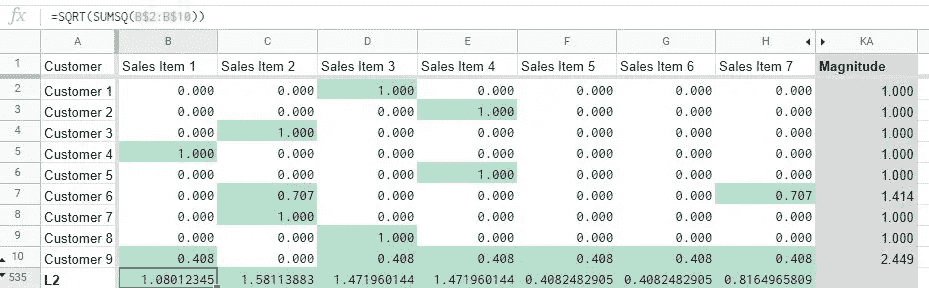 fx =SQRT(SUMSQ(B$2:B$10))
A B C D E F G H KA
1 Customer Sales Item 1 Sales Item 2 Sales Item 3 Sales Item 4 Sales Item 5 Sales Item 6 Sales Item 7 Magnitude
2 Customer 1 0.000 0.000 1.000 0.000 0.000 0.000 0.000 1.000
3 Customer 2 0.000 0.000 0.000 1.000 0.000 0.000 0.000 1.000
4 Customer 3 0.000 1.000 0.000 0.000 0.000 0.000 0.000 1.000
5 Customer 4 1.000 0.000 0.000 0.000 0.000 0.000 0.000 1.000
6 Customer 5 0.000 0.000 0.000 1.000 0.000 0.000 0.000 1.000
7 Customer 6 0.000 0.707 0.000 0.000 0.000 0.000 0.707 1.414
8 Customer 7 0.000 1.000 0.000 0.000 0.000 0.000 0.000 1.000
9 Customer 8 0.000 0.000 1.000 0.000 0.000 0.000 0.000 1.000
10 Customer 9 0.408 0.000 0.408 0.408 0.408 0.408 0.408 2.449
535 L2 1.08012345 1.58113883 1.471960144 1.471960144 0.4082482905 0.4082482905 0.8164965809